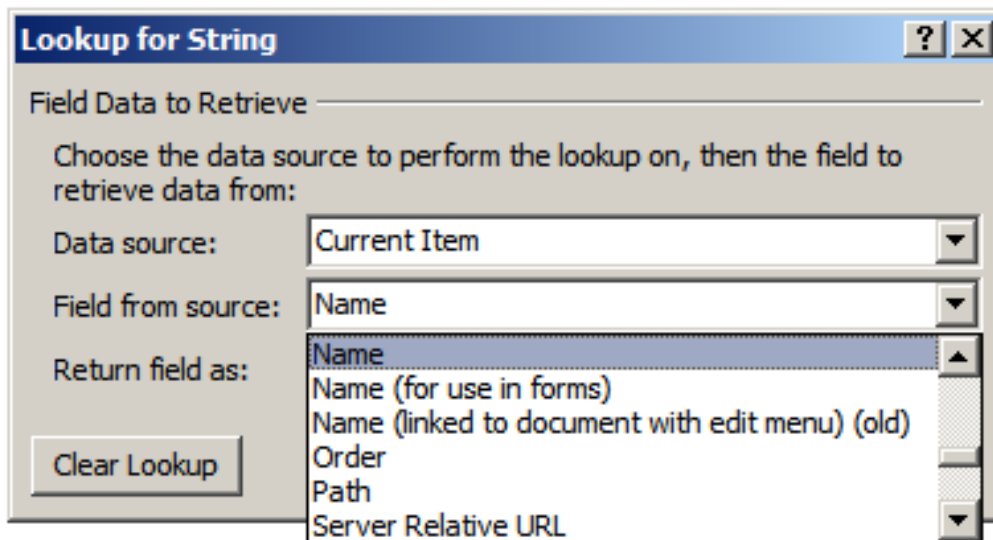 Lookup for String
Field Data to Retrieve
Choose the data source to perform the lookup on, then the field to
retrieve data from:
Data source: Current Item
Field from source: Name
Return field as:
Name
Name (for use in forms)
Name (linked to document with edit menu) (old)
Order
Path
Server Relative URL
Clear Lookup